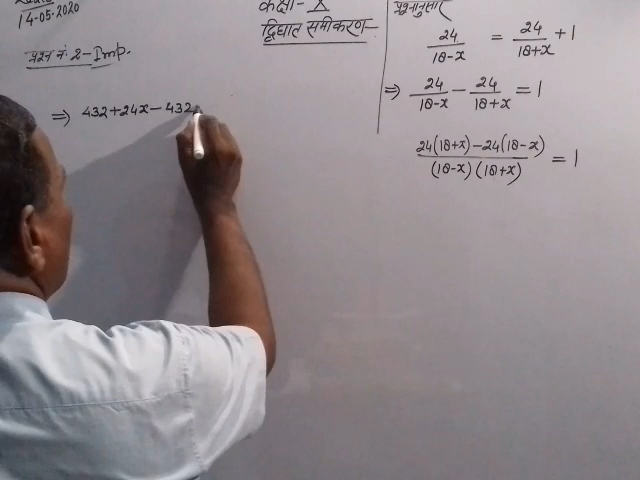 14-05-2020
कक्षा- X
द्विघात समीकरण
प्रश्न नं. 2 - Imp.
⇒ 432+24x-432
प्रश्नानुसार
24/(18-x) = 24/(18+x) + 1
⇒ 24/(18-x) - 24/(18+x) = 1
(24(18+x)-24(18-x))/((18-x)(18+x)) = 1